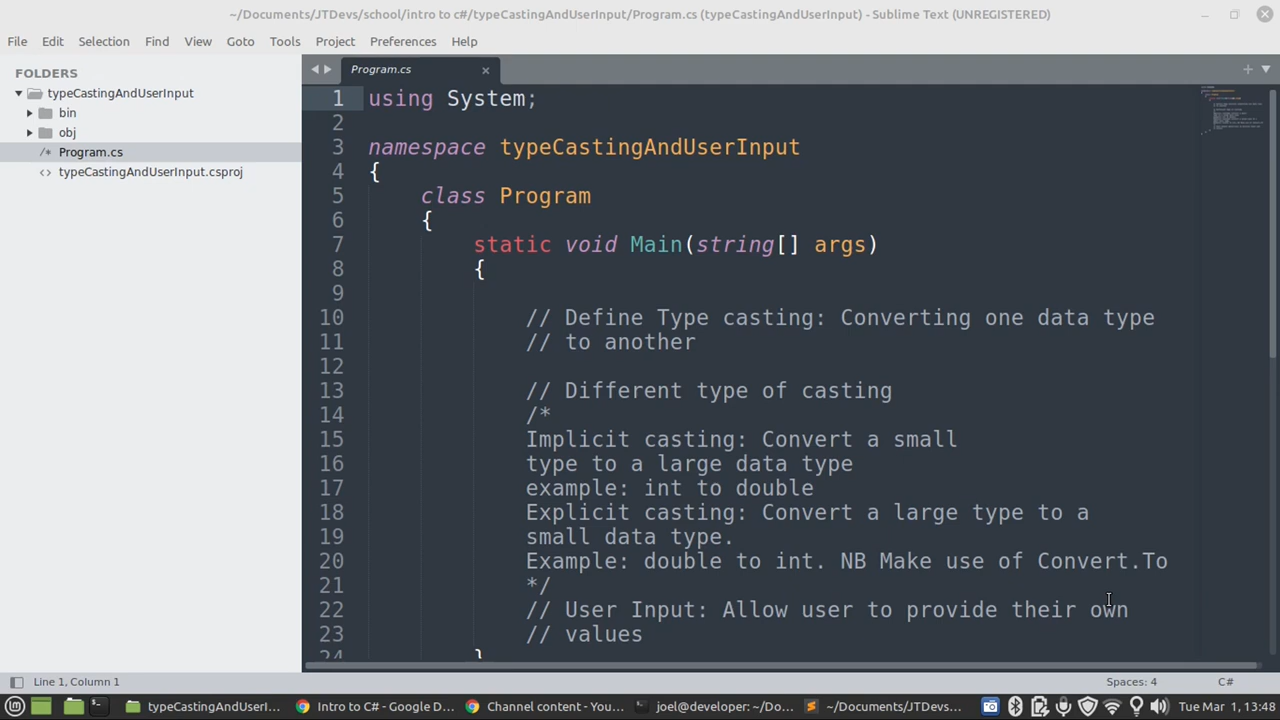 ~/Documents/JTDevs/school/intro to c#/typeCastingAndUserInput/Program.cs (typeCastingAndUserInput) - Sublime Text (UNREGISTERED)
File Edit Selection Find View Goto Tools Project Preferences Help
FOLDERS
typeCastingAndUserInput
bin
obj
/* Program.cs
<> typeCastingAndUserInput.csproj
Program.cs
1 using System;
2
3 namespace typeCastingAndUserInput
4 {
5 class Program
6 {
7 static void Main(string[] args)
8 {
9
10 // Define Type casting: Converting one data type
11 // to another
12
13 // Different type of casting
14 /*
15 Implicit casting: Convert a small
16 type to a large data type
17 example: int to double
18 Explicit casting: Convert a large type to a
19 small data type.
20 Example: double to int. NB Make use of Convert.To
21 */
22 // User Input: Allow user to provide their own
23 // values
24 }
Line 1, Column 1 Spaces: 4 C#
typeCastingAndUserI... Intro to C# - Google D... Channel content - You... joel@developer: ~/Do... ~/Documents/JTDevs/... Tue Mar 1, 13:48